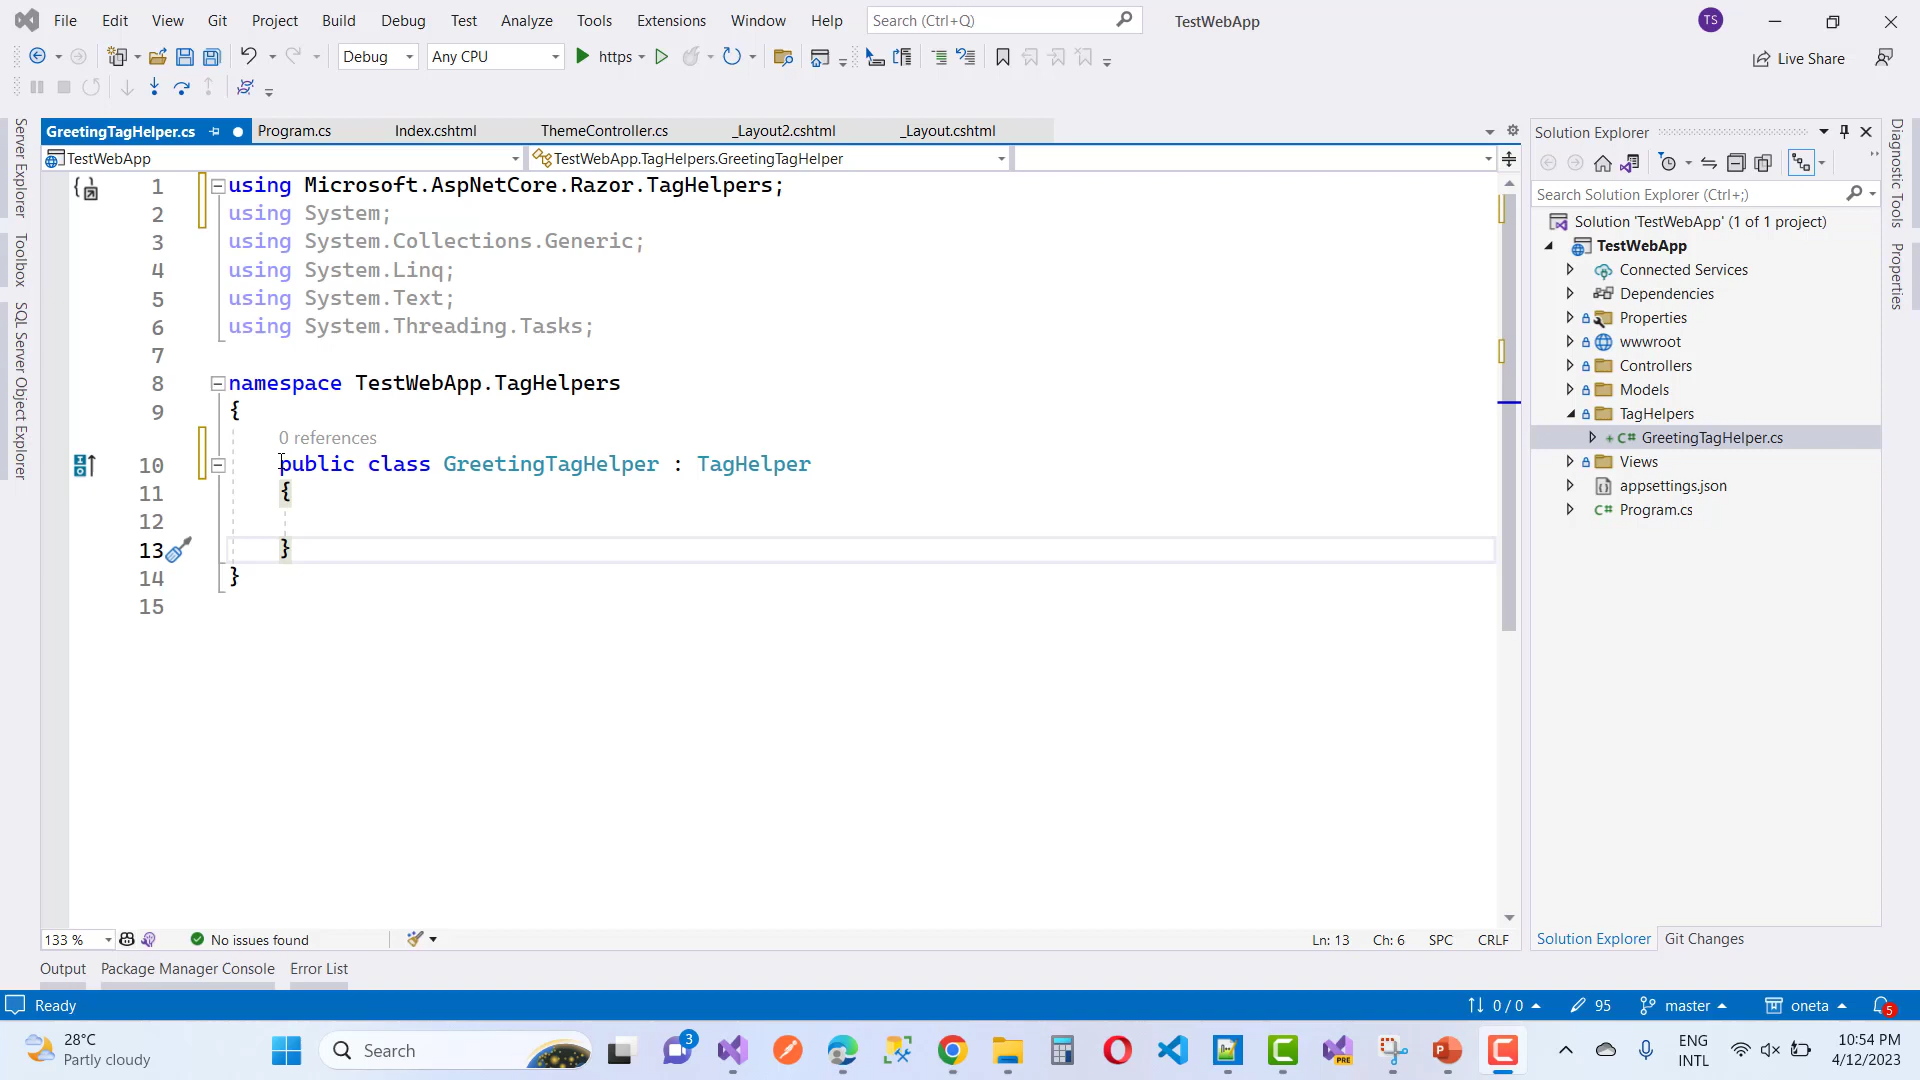 File Edit View Git Project Build Debug Test Analyze Tools Extensions Window Help Search (Ctrl+Q) TestWebApp TS
Debug Any CPU https Live Share
GreetingTagHelper.cs Program.cs Index.cshtml ThemeController.cs _Layout2.cshtml _Layout.cshtml
TestWebApp TestWebApp.TagHelpers.GreetingTagHelper
1 using Microsoft.AspNetCore.Razor.TagHelpers;
2 using System;
3 using System.Collections.Generic;
4 using System.Linq;
5 using System.Text;
6 using System.Threading.Tasks;
7
8 namespace TestWebApp.TagHelpers
9 {
0 references
10 public class GreetingTagHelper : TagHelper
11 {
12
13 }
14 }
15
133 % No issues found Ln: 13 Ch: 6 SPC CRLF
Server Explorer
Toolbox
SQL Server Object Explorer
Solution Explorer
Search Solution Explorer (Ctrl+;)
Solution 'TestWebApp' (1 of 1 project)
TestWebApp
Connected Services
Dependencies
Properties
wwwroot
Controllers
Models
TagHelpers
C# GreetingTagHelper.cs
Views
appsettings.json
C# Program.cs
Solution Explorer Git Changes
Diagnostic Tools
Properties
Output Package Manager Console Error List
Ready 0 / 0 95 master oneta 5
28°C
Partly cloudy
Search
3
PRE
ENG
INTL
10:54 PM
4/12/2023